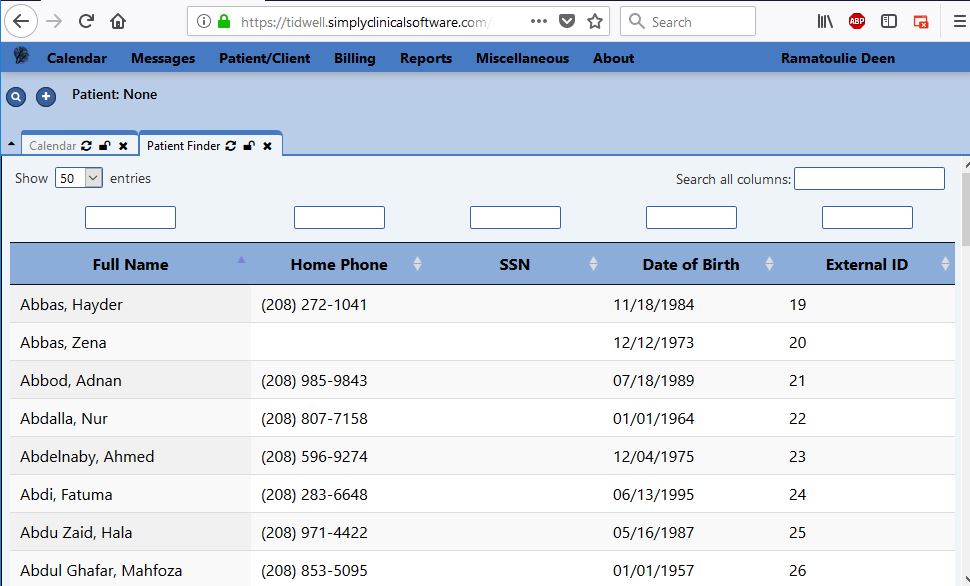 https://tidwell.simplyclinicalsoftware.com/
Search
ABP
Calendar Messages Patient/Client Billing Reports Miscellaneous About Ramatoulie Deen
Patient: None
Calendar Patient Finder
Show 50 entries Search all columns:
Full Name Home Phone SSN Date of Birth External ID
Abbas, Hayder (208) 272-1041 11/18/1984 19
Abbas, Zena 12/12/1973 20
Abbod, Adnan (208) 985-9843 07/18/1989 21
Abdalla, Nur (208) 807-7158 01/01/1964 22
Abdelnaby, Ahmed (208) 596-9274 12/04/1975 23
Abdi, Fatuma (208) 283-6648 06/13/1995 24
Abdu Zaid, Hala (208) 971-4422 05/16/1987 25
Abdul Ghafar, Mahfoza (208) 853-5095 01/01/1957 26